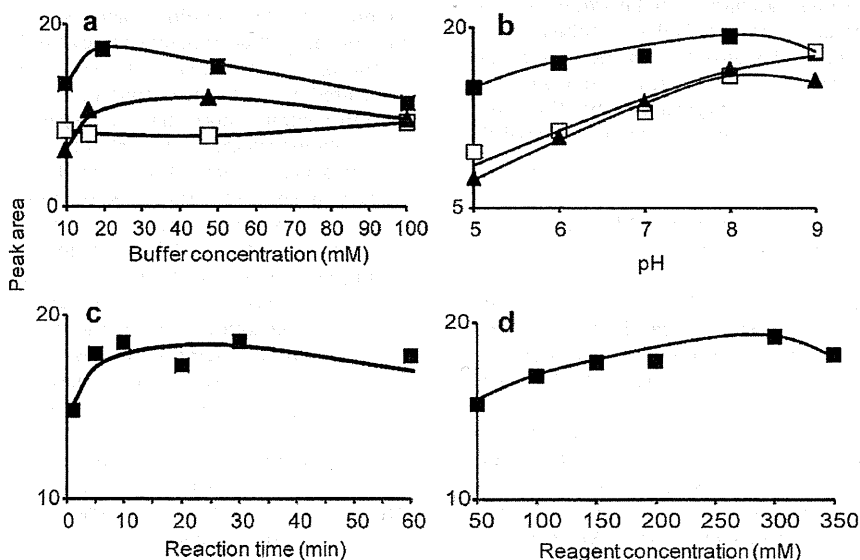 a
20
0
10 20 30 40 50 60 70 80 90 100
Buffer concentration (mM)
b
20
5
5 6 7 8 9
pH
Peak area
c
20
10
0 10 20 30 40 50 60
Reaction time (min)
d
20
10
50 100 150 200 250 300 350
Reagent concentration (mM)